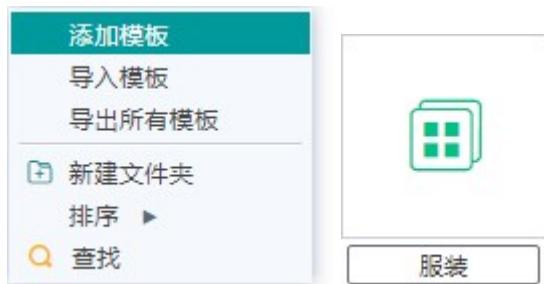 添加模板
导入模板
导出所有模板
新建文件夹
排序
查找
服装